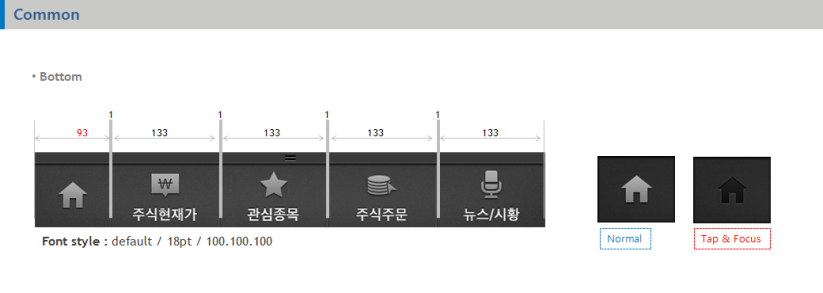 Common
• Bottom
1 1 1 1
93 133 133 133 133
₩
주식현재가 관심종목 주식주문 뉴스/시황
Normal Tap & Focus
Font style : default / 18pt / 100.100.100